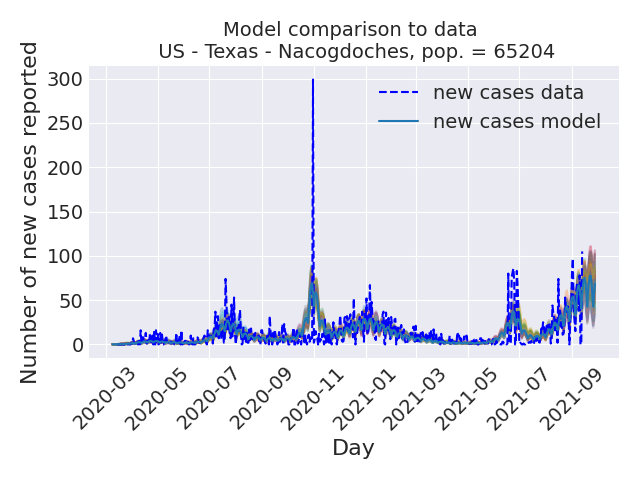 Model comparison to data
US - Texas - Nacogdoches, pop. = 65204
Number of new cases reported
300
250
200
150
100
50
0
new cases data
new cases model
2020-03
2020-05
2020-07
2020-09
2020-11
2021-01
2021-03
2021-05
2021-07
2021-09
Day